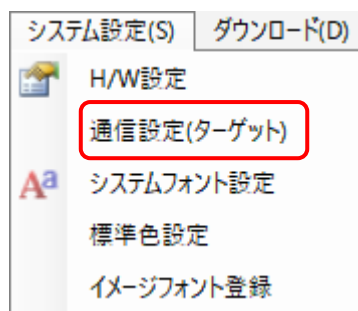 システム設定(S) ダウンロード(D)
H/W設定
通信設定(ターゲット)
Aa システムフォント設定
標準色設定
イメージフォント登録